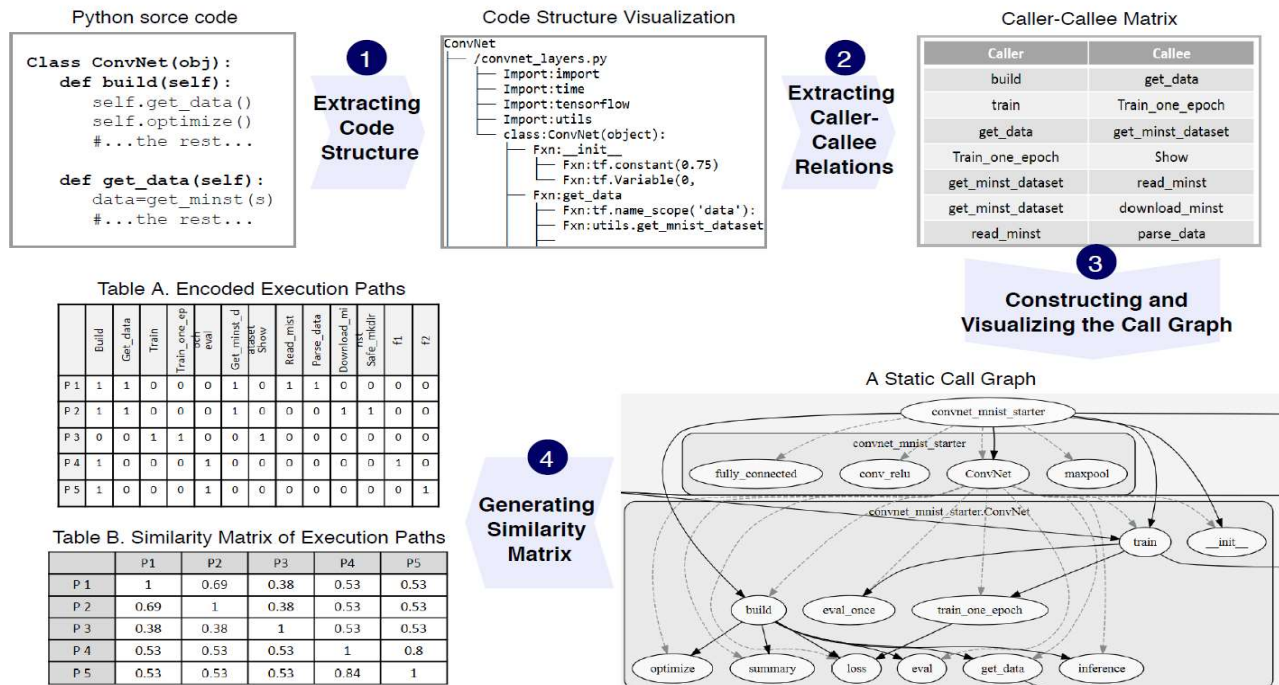 Python sorce code
Class ConvNet(obj):
def build(self):
self.get_data()
self.optimize()
#...the rest...
def get_data(self):
data=get_minst(s)
#...the rest...
1
Extracting
Code
Structure
Code Structure Visualization
ConvNet
/convnet_layers.py
Import:import
Import:time
Import:tensorflow
Import:utils
class:ConvNet(object):
Fxn:__init__
Fxn:tf.constant(0.75)
Fxn:tf.Variable(0,
Fxn:get_data
Fxn:tf.name_scope('data'):
Fxn:utils.get_mnist_dataset
2
Extracting
Caller-
Callee
Relations
Caller-Callee Matrix
Caller Callee
build get_data
train Train_one_epoch
get_data get_minst_dataset
Train_one_epoch Show
get_minst_dataset read_minst
get_minst_dataset download_minst
read_minst parse_data
3
Constructing and
Visualizing the Call Graph
A Static Call Graph
convnet_mnist_starter
convnet_mnist_starter
fully_connected conv_relu ConvNet maxpool
convnet_mnist_starter.ConvNet
train __init__
build eval_once train_one_epoch
optimize summary loss eval get_data inference
4
Generating
Similarity
Matrix
Table A. Encoded Execution Paths
Build Get_data Train Train_one_epoch eval Get_minst_dataset Show Read_mist Parse_data Download_minst Safe_mkdir f1 f2
P 1 1 1 0 0 0 1 0 1 1 0 0 0 0
P 2 1 1 0 0 0 1 0 0 0 1 1 0 0
P 3 0 0 1 1 0 0 1 0 0 0 0 0 0
P 4 1 0 0 0 1 0 0 0 0 0 0 1 0
P 5 1 0 0 0 1 0 0 0 0 0 0 0 1
Table B. Similarity Matrix of Execution Paths
P1 P2 P3 P4 P5
P 1 1 0.69 0.38 0.53 0.53
P 2 0.69 1 0.38 0.53 0.53
P 3 0.38 0.38 1 0.53 0.53
P 4 0.53 0.53 0.53 1 0.8
P 5 0.53 0.53 0.53 0.84 1